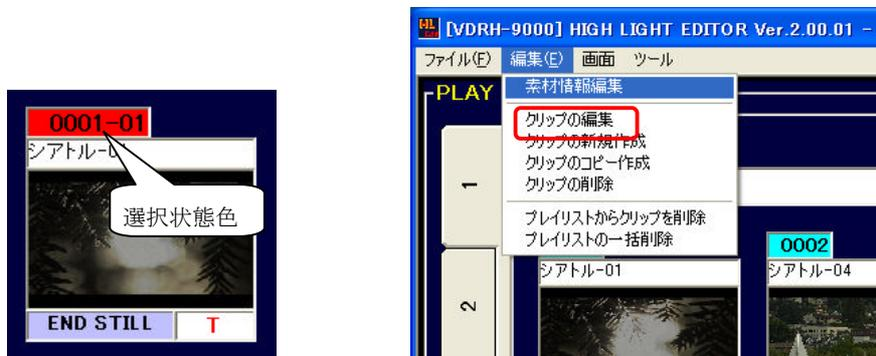 0001-01
シアトル-0
選択状態色
END STILL T
[VDRH-9000] HIGH LIGHT EDITOR Ver.2.00.01 -
ファイル(F) 編集(E) 画面 ツール
PLAY
素材情報編集
クリップの編集
クリップの新規作成
クリップのコピー作成
クリップの削除
プレイリストからクリップを削除
プレイリストの一括削除
1
2
0002
シアトル-01
シアトル-04